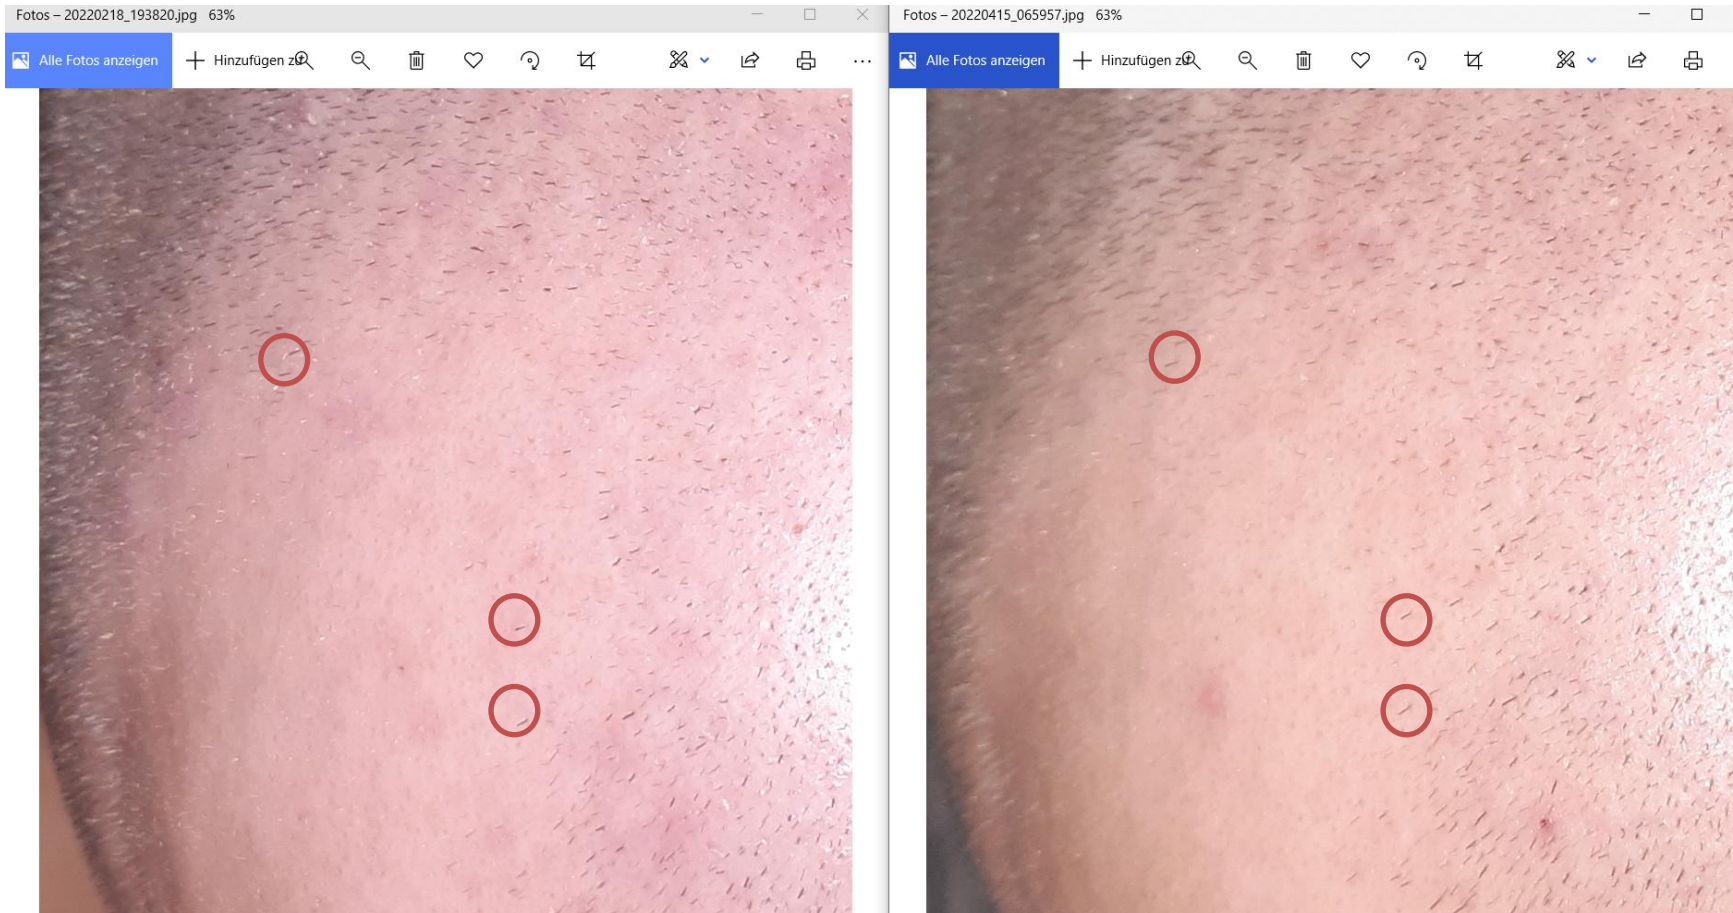 Fotos – 20220218_193820.jpg 63%
Alle Fotos anzeigen
Hinzufügen zu
Fotos – 20220415_065957.jpg 63%
Alle Fotos anzeigen
Hinzufügen zu